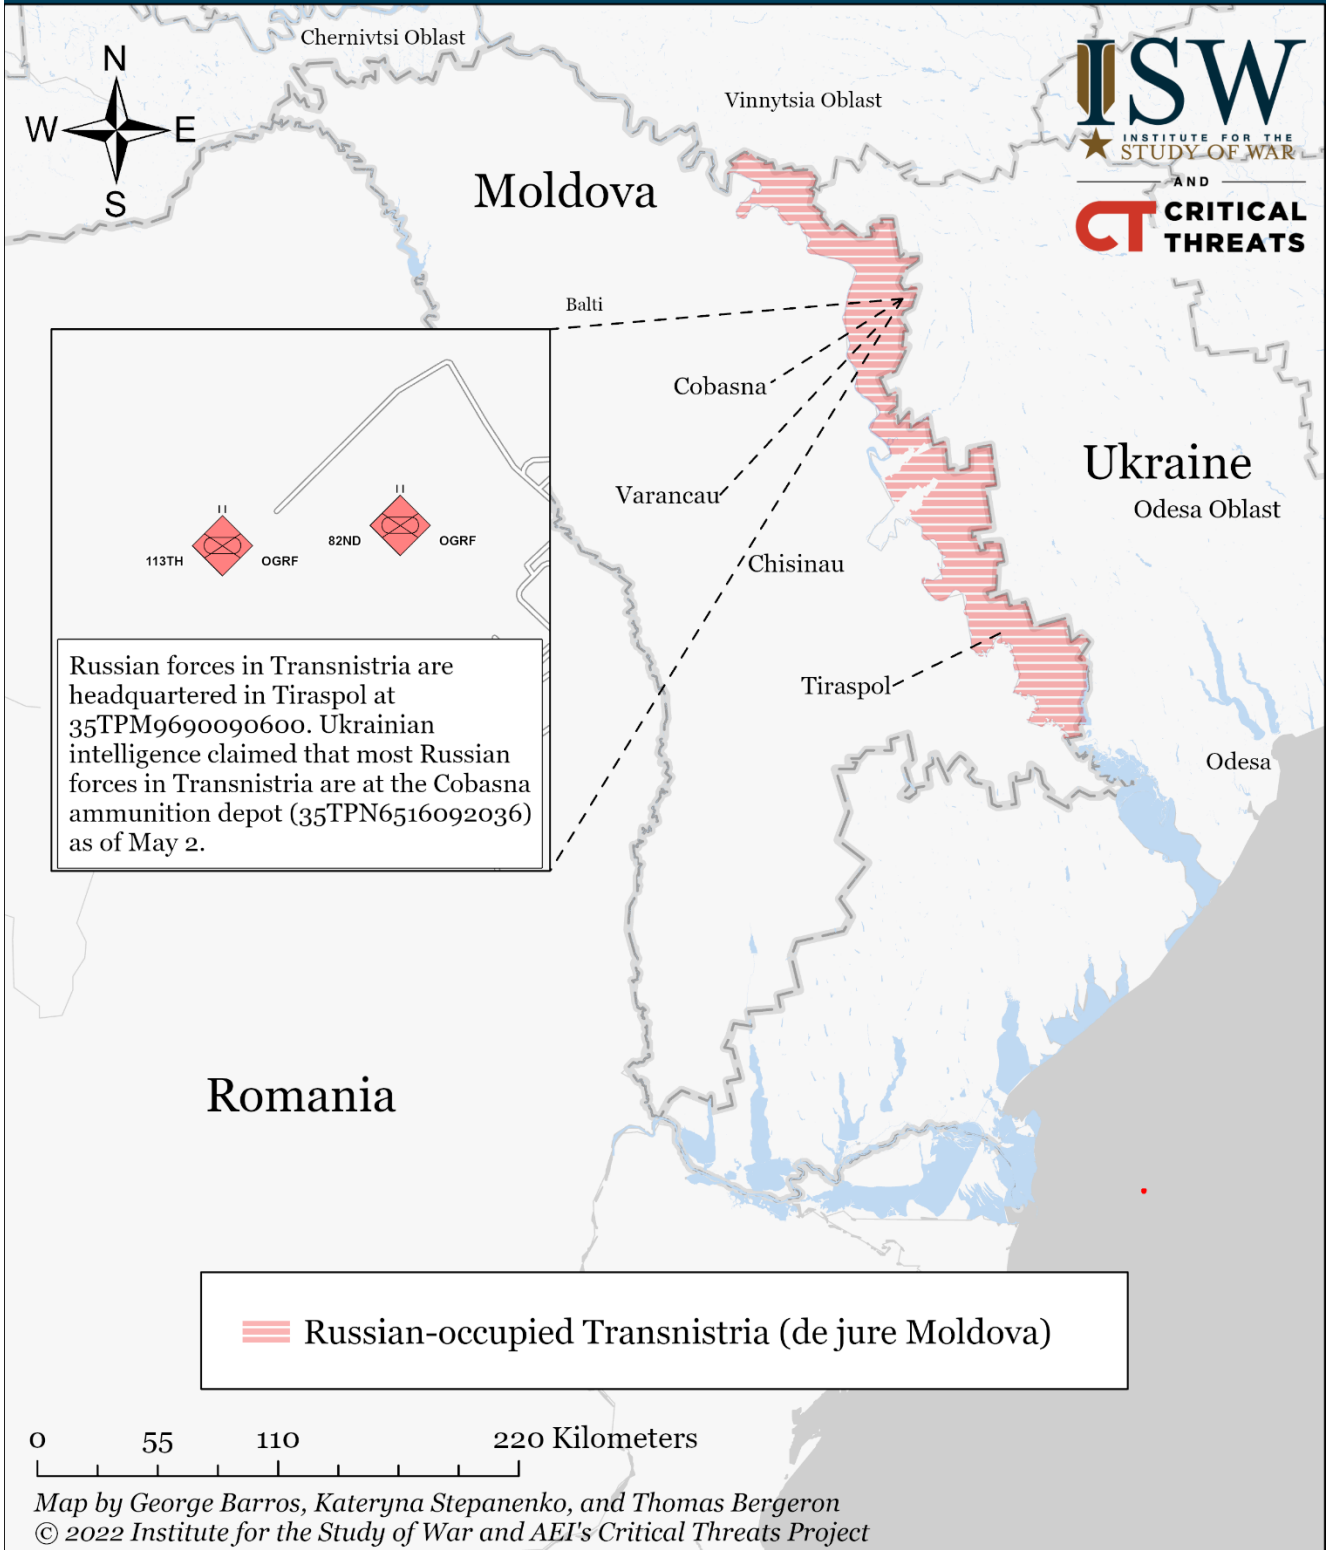 Chernivtsi Oblast
N
W
E
S
Vinnytsia Oblast
ISW
INSTITUTE FOR THE
STUDY OF WAR
AND
CT CRITICAL
THREATS
Moldova
Balti
Cobasna
Varancau
Chisinau
Tiraspol
Ukraine
Odesa Oblast
Odesa
113TH
OGRF
82ND
OGRF
Russian forces in Transnistria are
headquartered in Tiraspol at
35TPM9690090600. Ukrainian
intelligence claimed that most Russian
forces in Transnistria are at the Cobasna
ammunition depot (35TPN6516092036)
as of May 2.
Romania
Russian-occupied Transnistria (de jure Moldova)
0 55 110 220 Kilometers
Map by George Barros, Kateryna Stepanenko, and Thomas Bergeron
© 2022 Institute for the Study of War and AEI's Critical Threats Project